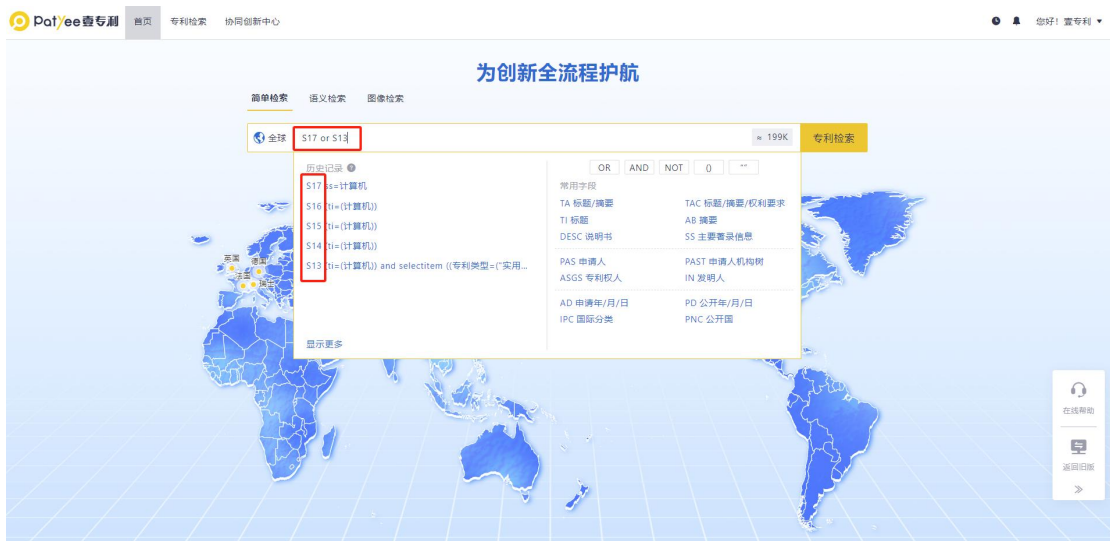 Patyee壹专利 首页 专利检索 协同创新中心 您好！壹专利
为创新全流程护航
简单检索 语义检索 图像检索
全球 S17 or S13 ≈ 199K 专利检索
历史记录
S17 ss=计算机
S16 (ti=(计算机))
S15 (ti=(计算机))
S14 (ti=(计算机))
S13 (ti=(计算机)) and selectitem ((专利类型=("实用...
显示更多
OR AND NOT () ""
常用字段
TA 标题/摘要 TAC 标题/摘要/权利要求
TI 标题 AB 摘要
DESC 说明书 SS 主要著录信息
PAS 申请人 PAST 申请人机构树
ASGS 专利权人 IN 发明人
AD 申请年/月/日 PD 公开年/月/日
IPC 国际分类 PNC 公开国
英国 德国
法国 瑞士
在线帮助
返回旧版